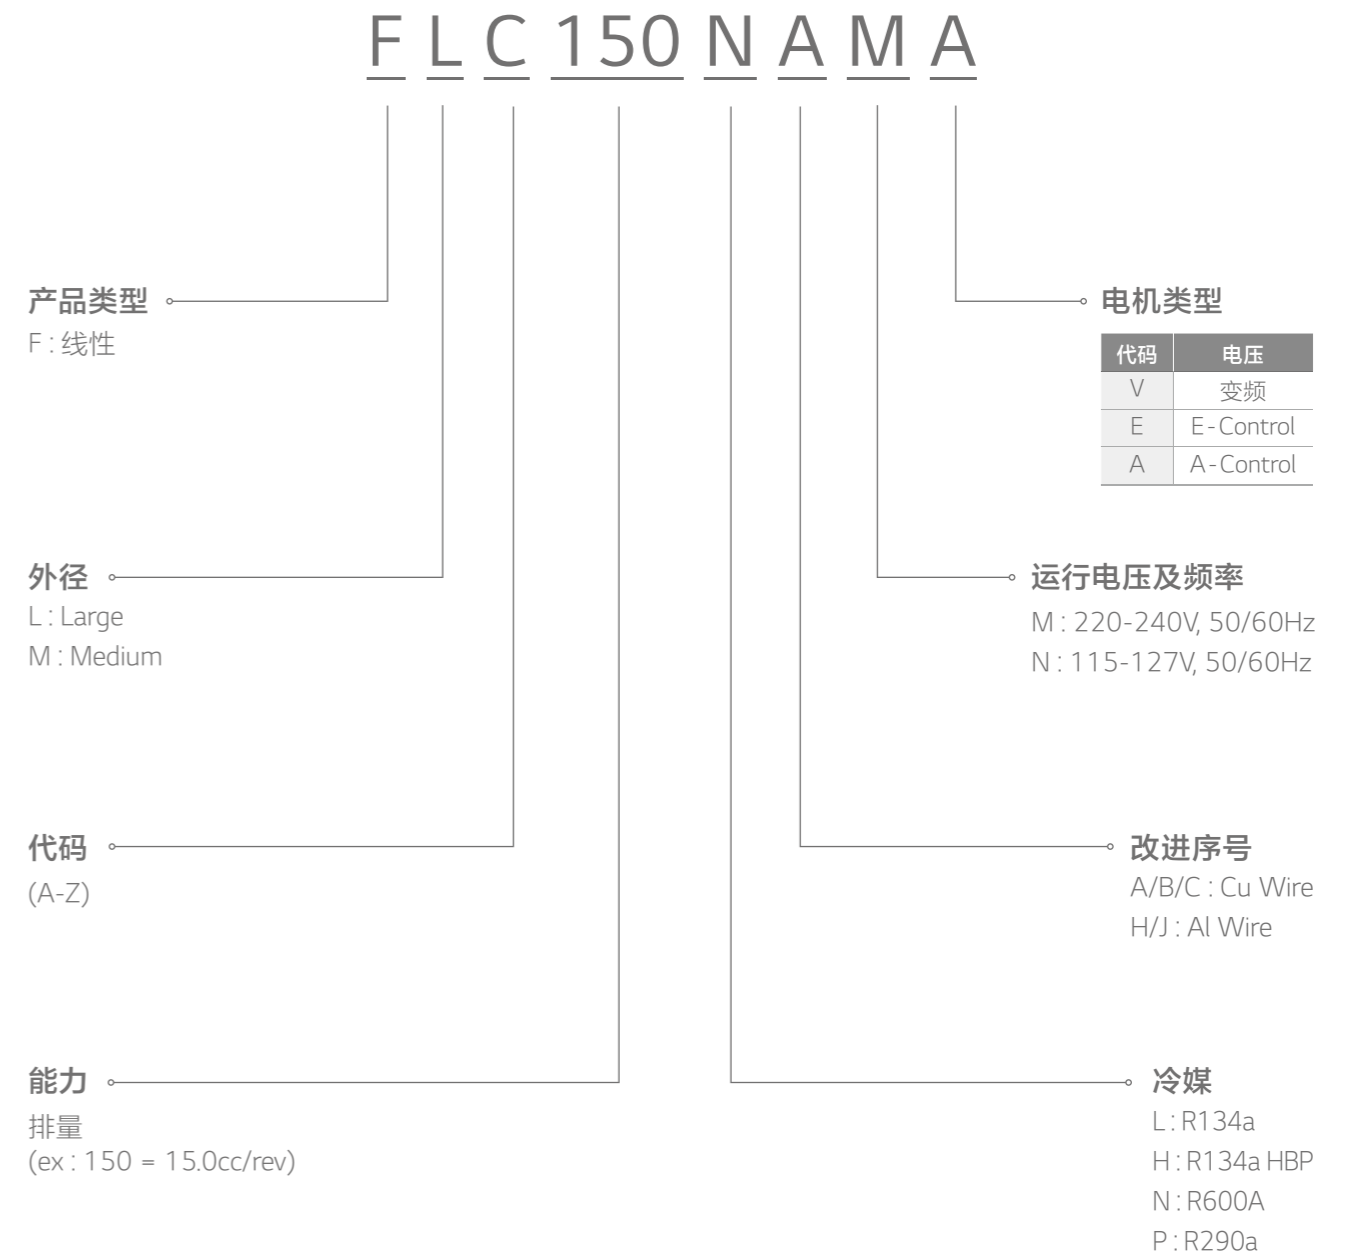 F L C 150 N A M A
产品类型
F : 线性
外径
L : Large
M : Medium
代码
(A-Z)
能力
排量
(ex : 150 = 15.0cc/rev)
电机类型
代码 电压
V 变频
E E-Control
A A-Control
运行电压及频率
M : 220-240V, 50/60Hz
N : 115-127V, 50/60Hz
改进序号
A/B/C : Cu Wire
H/J : Al Wire
冷媒
L : R134a
H : R134a HBP
N : R600A
P : R290a